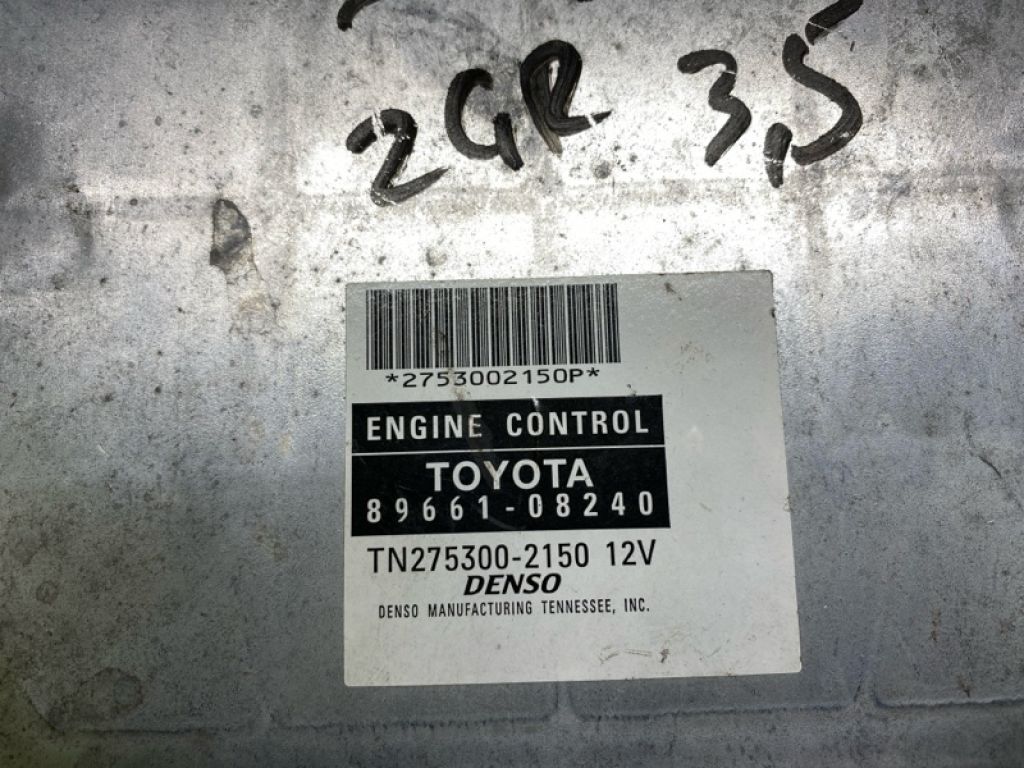 2GR 3,5
*2753002150P*
ENGINE CONTROL
TOYOTA
89661-08240
TN275300-2150 12V
DENSO
DENSO MANUFACTURING TENNESSEE, INC.